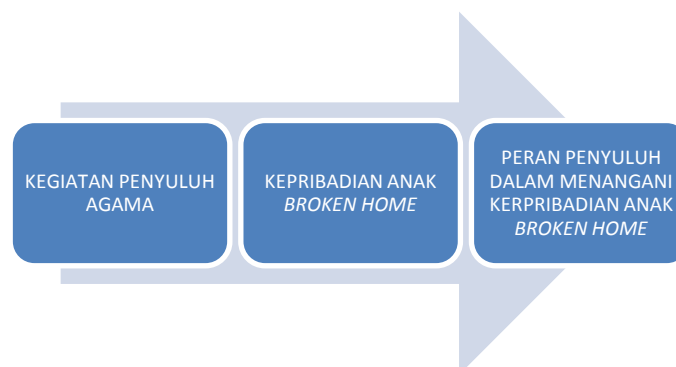 KEGIATAN PENYULUH
AGAMA
KEPRIBADIAN ANAK
BROKEN HOME
PERAN PENYULUH
DALAM MENANGANI
KERPRIBADIAN ANAK
BROKEN HOME